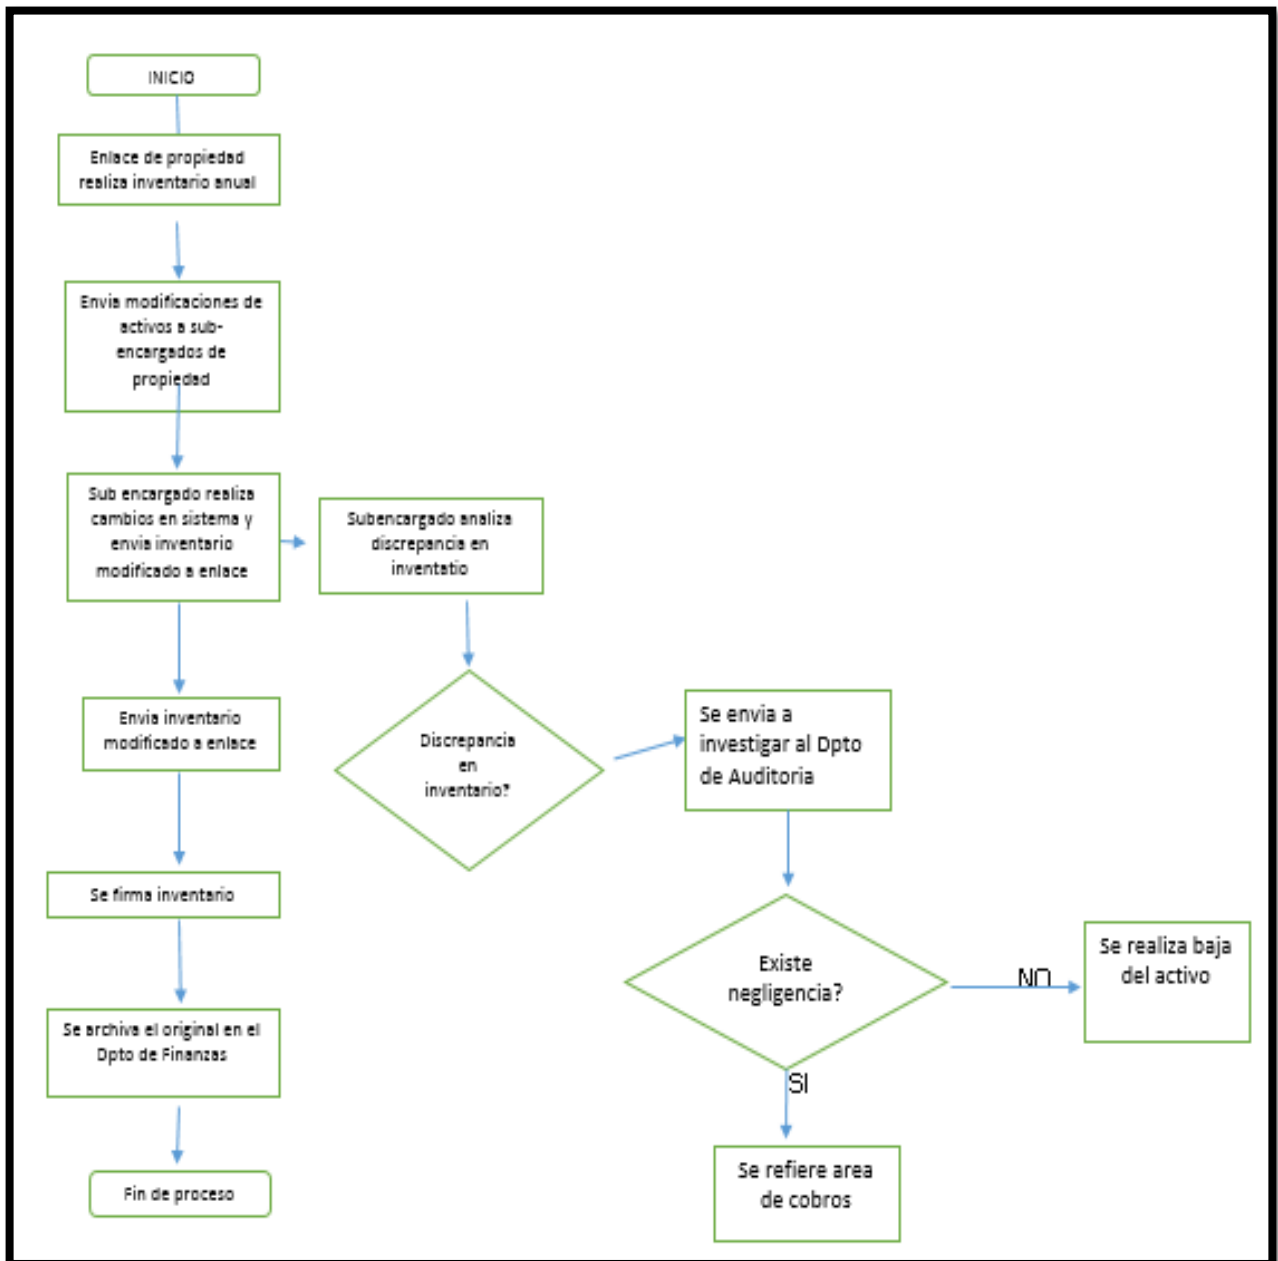 INICIO
Enlace de propiedad
realiza inventario anual
Envia modificaciones de
activos a sub-
encargados de
propiedad
Sub encargado realiza
cambios en sistema y
envia inventario
modificado a enlace
Subencargado analiza
discrepancia en
inventatio
Envia inventario
modificado a enlace
Discrepancia
en
inventario?
Se envia a
investigar al Dpto
de Auditoria
Se firma inventario
Existe
negligencia?
NO
Se realiza baja
del activo
SI
Se archiva el original en el
Dpto de Finanzas
Se refiere area
de cobros
Fin de proceso